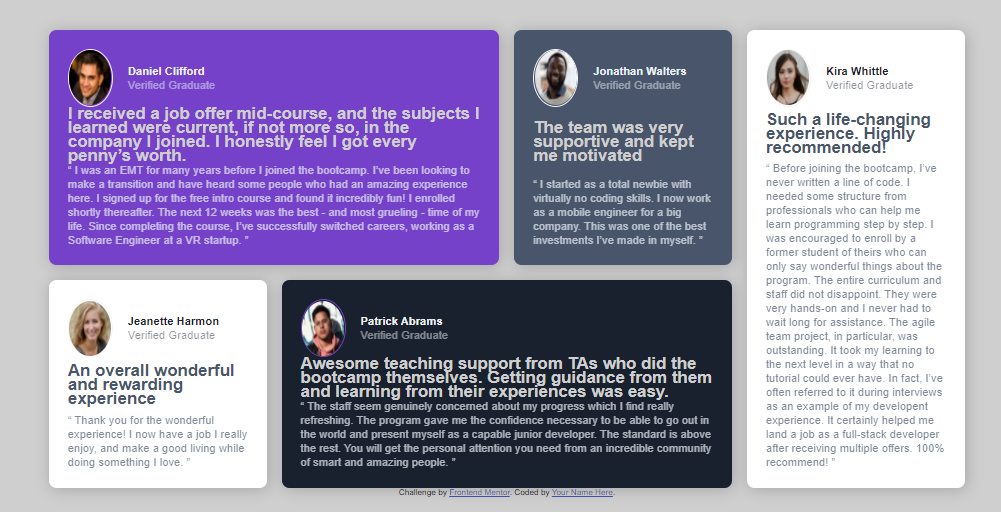 Daniel Clifford
Verified Graduate
I received a job offer mid-course, and the subjects I
learned were current, if not more so, in the
company I joined. I honestly feel I got every
penny’s worth.
“ I was an EMT for many years before I joined the bootcamp. I’ve been looking to
make a transition and have heard some people who had an amazing experience
here. I signed up for the free intro course and found it incredibly fun! I enrolled
shortly thereafter. The next 12 weeks was the best - and most grueling - time of my
life. Since completing the course, I’ve successfully switched careers, working as a
Software Engineer at a VR startup. ”
Jonathan Walters
Verified Graduate
The team was very
supportive and kept
me motivated
“ I started as a total newbie with
virtually no coding skills. I now work
as a mobile engineer for a big
company. This was one of the best
investments I’ve made in myself. ”
Kira Whittle
Verified Graduate
Such a life-changing
experience. Highly
recommended!
“ Before joining the bootcamp, I’ve
never written a line of code. I
needed some structure from
professionals who can help me
learn programming step by step. I
was encouraged to enroll by a
former student of theirs who can
only say wonderful things about the
program. The entire curriculum and
staff did not disappoint. They were
very hands-on and I never had to
wait long for assistance. The agile
team project, in particular, was
outstanding. It took my learning to
the next level in a way that no
tutorial could ever have. In fact, I’ve
often referred to it during interviews
as an example of my developent
experience. It certainly helped me
land a job as a full-stack developer
after receiving multiple offers. 100%
recommend! ”
Jeanette Harmon
Verified Graduate
An overall wonderful
and rewarding
experience
“ Thank you for the wonderful
experience! I now have a job I really
enjoy, and make a good living while
doing something I love. ”
Patrick Abrams
Verified Graduate
Awesome teaching support from TAs who did the
bootcamp themselves. Getting guidance from them
and learning from their experiences was easy.
“ The staff seem genuinely concerned about my progress which I find really
refreshing. The program gave me the confidence necessary to be able to go out in
the world and present myself as a capable junior developer. The standard is above
the rest. You will get the personal attention you need from an incredible community
of smart and amazing people. ”
Challenge by Frontend Mentor. Coded by Your Name Here.